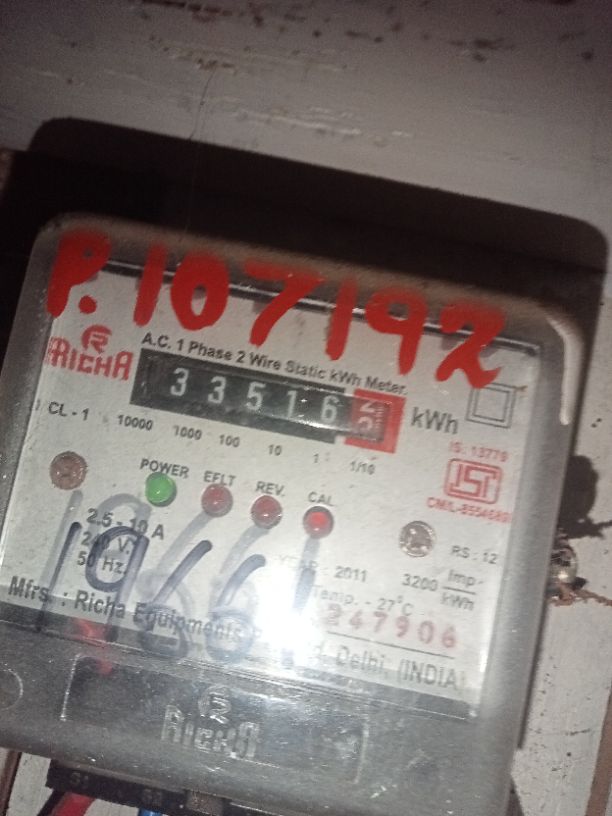 P.107192
A.C. 1 Phase 2 Wire Static kWh Meter.
RICHA
3 3 5 1 6 2 kWh
CL - 1
10000 1000 100 10 1 1/10
IS : 13779
ISI
POWER EFLT REV. CAL
2.5 - 10 A
240 V.
50 Hz.
RS : 12
YEAR - 2011
3200 Imp. kWh
Temp. - 27°C
247906
Mfrs. : Richa Equipments
Delhi, (INDIA)
RICHA